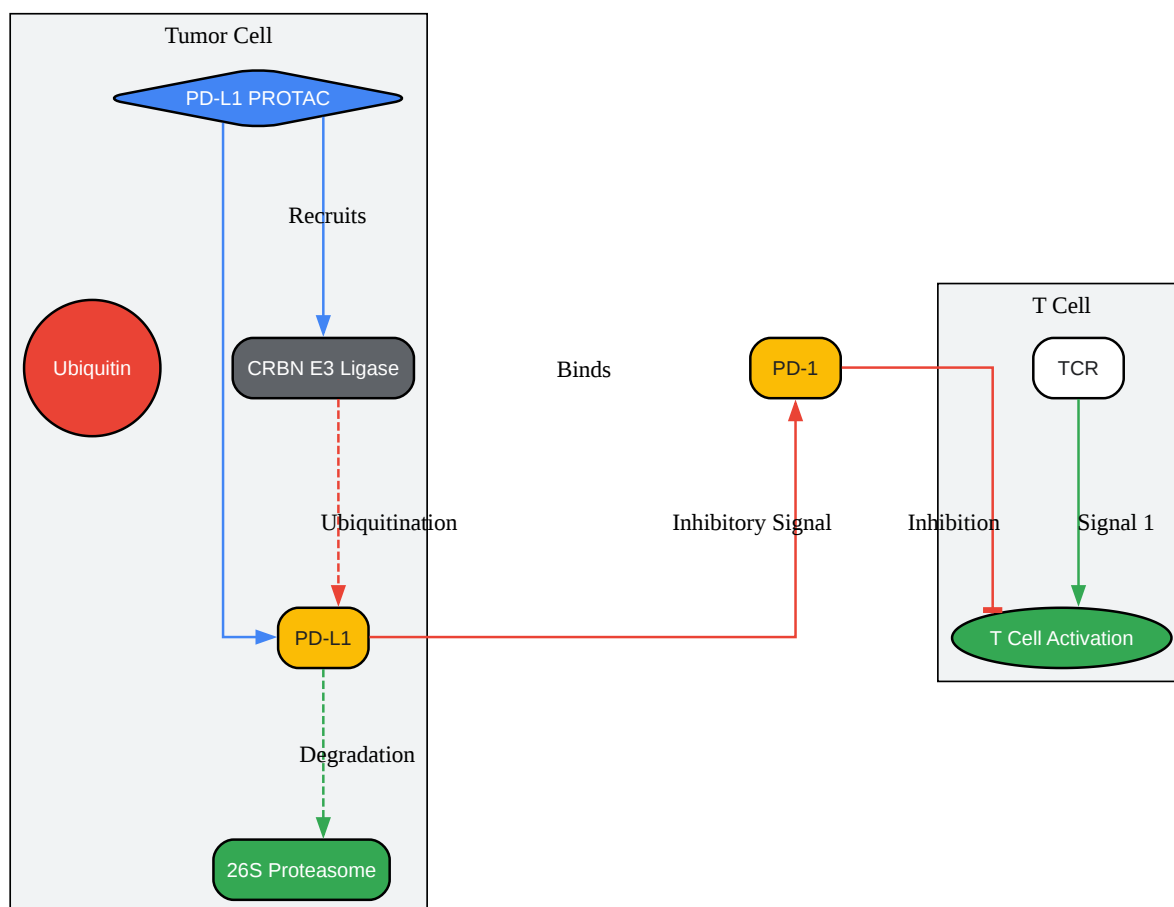 Tumor Cell
PD-L1 PROTAC
Recruits
T Cell
Ubiquitin
CRBN E3 Ligase
Binds
PD-1
TCR
Ubiquitination
Inhibitory Signal
Inhibition
Signal 1
PD-L1
T Cell Activation
Degradation
26S Proteasome